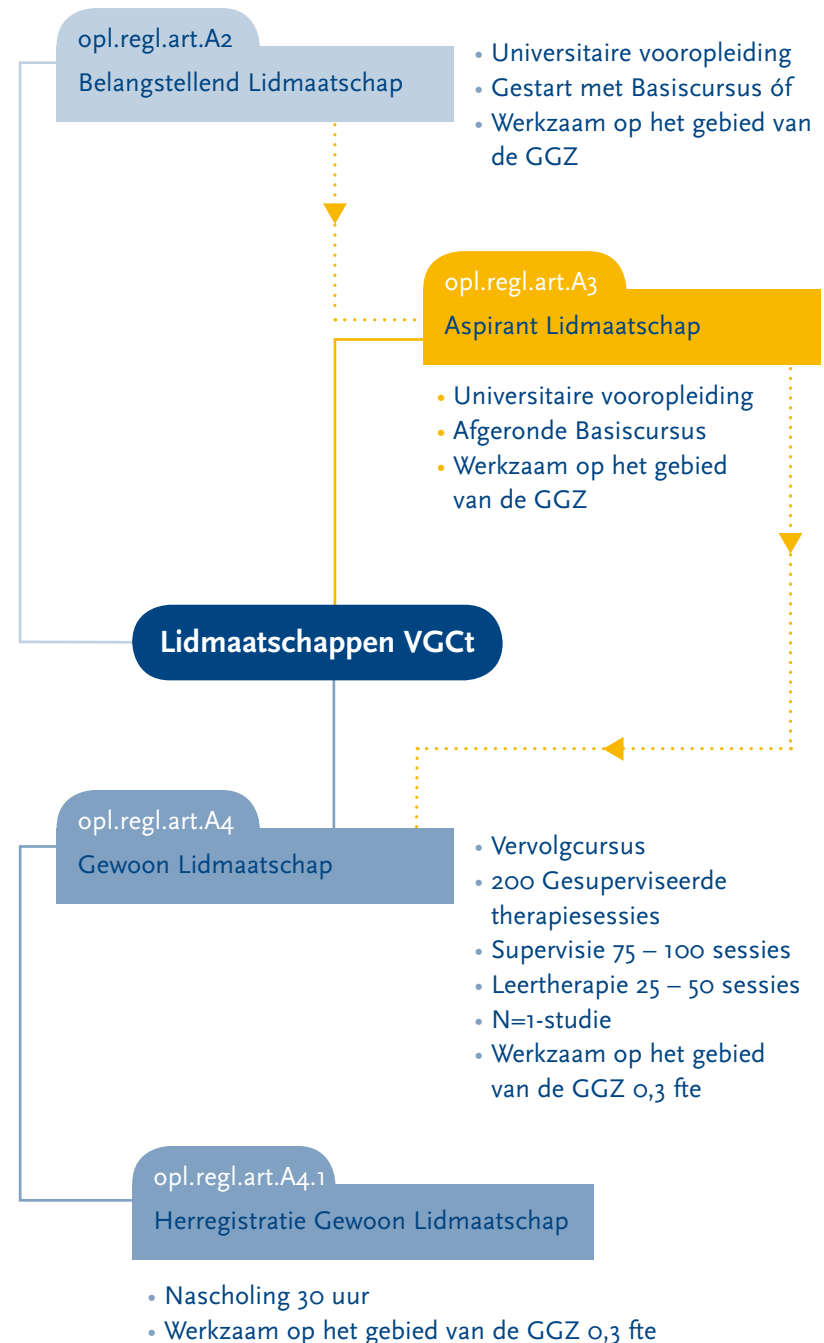 opl.regl.art.A2
Belangstellend Lidmaatschap
• Universitaire vooropleiding
• Gestart met Basiscursus óf
• Werkzaam op het gebied van
de GGZ
opl.regl.art.A3
Aspirant Lidmaatschap
• Universitaire vooropleiding
• Afgeronde Basiscursus
• Werkzaam op het gebied
van de GGZ
Lidmaatschappen VGCt
opl.regl.art.A4
Gewoon Lidmaatschap
• Vervolgcursus
• 200 Gesuperviseerde
therapiesessies
• Supervisie 75 – 100 sessies
• Leertherapie 25 – 50 sessies
• N=1-studie
• Werkzaam op het gebied
van de GGZ 0,3 fte
opl.regl.art.A4.1
Herregistratie Gewoon Lidmaatschap
• Nascholing 30 uur
• Werkzaam op het gebied van de GGZ 0,3 fte